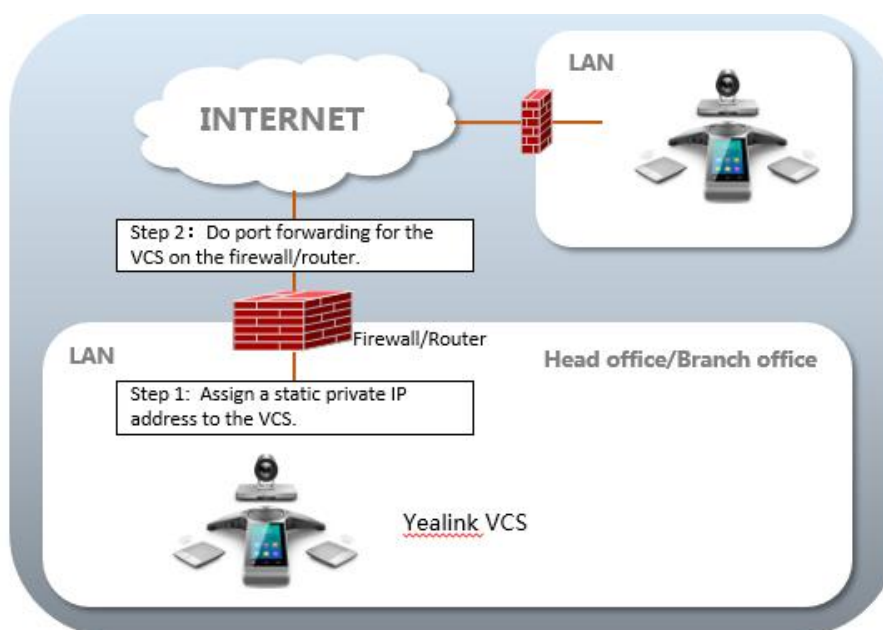 LAN
INTERNET
Step 2： Do port forwarding for the
VCS on the firewall/router.
Firewall/Router
LAN
Head office/Branch office
Step 1:  Assign a static private IP
address to the VCS.
Yealink VCS